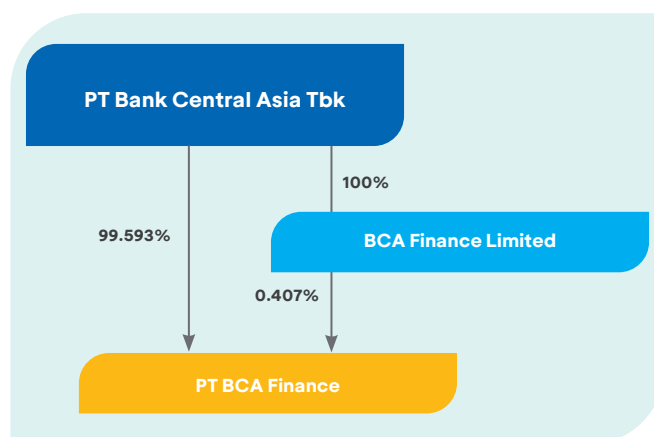 PT Bank Central Asia Tbk
100%
99.593%
BCA Finance Limited
0.407%
PT BCA Finance